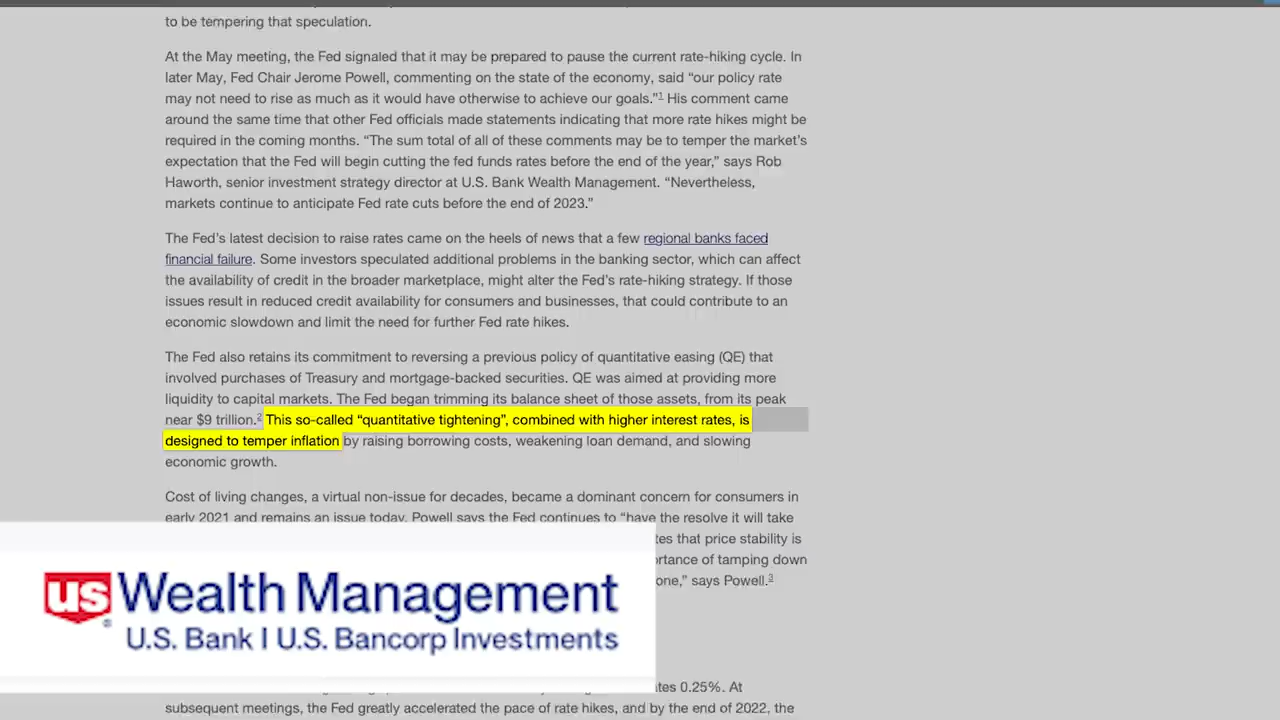 to be tempering that speculation.
At the May meeting, the Fed signaled that it may be prepared to pause the current rate-hiking cycle. In
later May, Fed Chair Jerome Powell, commenting on the state of the economy, said “our policy rate
may not need to rise as much as it would have otherwise to achieve our goals.”1 His comment came
around the same time that other Fed officials made statements indicating that more rate hikes might be
required in the coming months. “The sum total of all of these comments may be to temper the market’s
expectation that the Fed will begin cutting the fed funds rates before the end of the year,” says Rob
Haworth, senior investment strategy director at U.S. Bank Wealth Management. “Nevertheless,
markets continue to anticipate Fed rate cuts before the end of 2023.”
The Fed’s latest decision to raise rates came on the heels of news that a few regional banks faced
financial failure. Some investors speculated additional problems in the banking sector, which can affect
the availability of credit in the broader marketplace, might alter the Fed’s rate-hiking strategy. If those
issues result in reduced credit availability for consumers and businesses, that could contribute to an
economic slowdown and limit the need for further Fed rate hikes.
The Fed also retains its commitment to reversing a previous policy of quantitative easing (QE) that
involved purchases of Treasury and mortgage-backed securities. QE was aimed at providing more
liquidity to capital markets. The Fed began trimming its balance sheet of those assets, from its peak
near $9 trillion.2 This so-called “quantitative tightening”, combined with higher interest rates, is
designed to temper inflation by raising borrowing costs, weakening loan demand, and slowing
economic growth.
Cost of living changes, a virtual non-issue for decades, became a dominant concern for consumers in
early 2021 and remains an issue today. Powell says the Fed continues to “have the resolve it will take
tes that price stability is
ortance of tamping down
one,” says Powell.3
us Wealth Management
U.S. Bank | U.S. Bancorp Investments
tes 0.25%. At
subsequent meetings, the Fed greatly accelerated the pace of rate hikes, and by the end of 2022, the